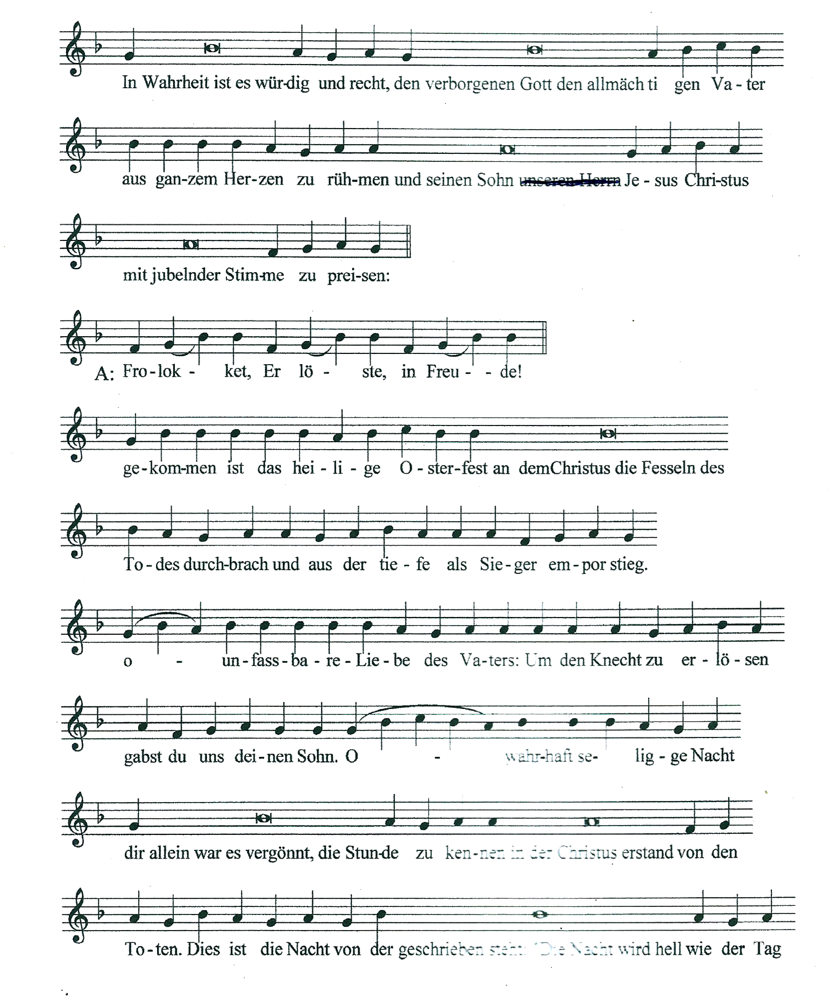 In Wahrheit ist es wür-dig und recht, den verborgenen Gott den allmäch ti gen Va - ter
aus gan-zem Her-zen zu rüh-men und seinen Sohn unseren Herrn Je - sus Chri-stus
mit jubelnder Stim-me zu prei-sen:
A: Fro-lok - ket, Er lö - ste, in Freu - - de!
ge-kom-men ist das hei - li - ge O - ster-fest an demChristus die Fesseln des
To - des durch-brach und aus der tie - fe als Sie - ger em - por stieg.
o - un - fass - ba - re - Lie - be des Va-ters: Um den Knecht zu er - lö - sen
gabst du uns dei - nen Sohn. O - wahr-haft se- lig - ge Nacht
dir allein war es vergönnt, die Stun-de zu ken-nen in der Christus erstand von den
To - ten. Dies ist die Nacht von der geschrieben steht: "Die Nacht wird hell wie der Tag